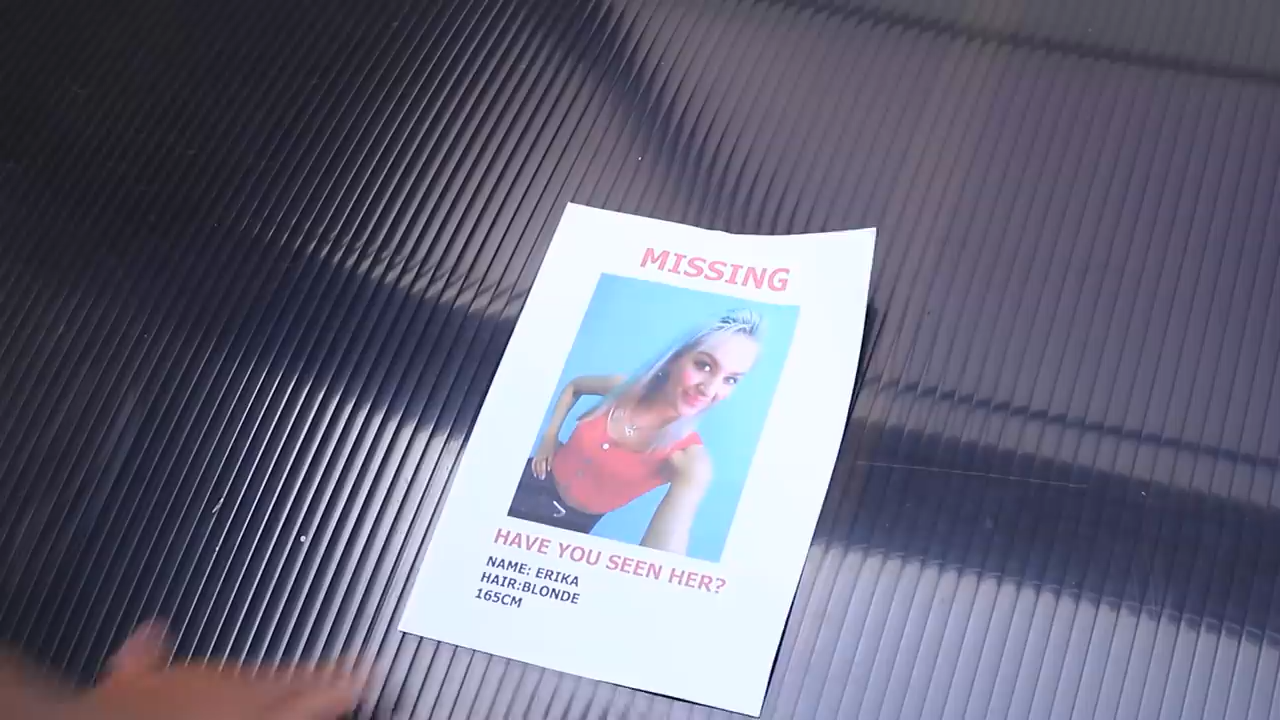 MISSING
HAVE YOU SEEN HER?
NAME: ERIKA
HAIR:BLONDE
165CM